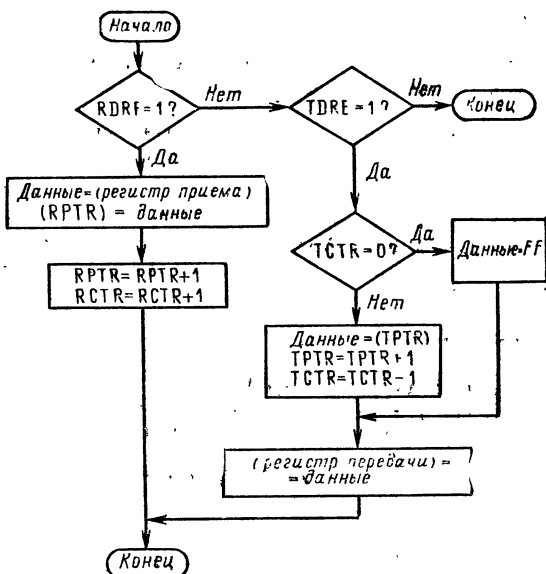 Начало
RDRF=1?
Нет
TDRE=1?
Нет
Конец
Да
Да
Данные=(регистр приема)
(RPTR) = данные
TCTR=0?
Да
Данные=FF
RPTR=RPTR+1
RCTR=RCTR+1
Нет
Данные=(TPTR)
TPTR=TPTR+1
TCTR=TCTR-1
(регистр передачи)=
=данные
Конец